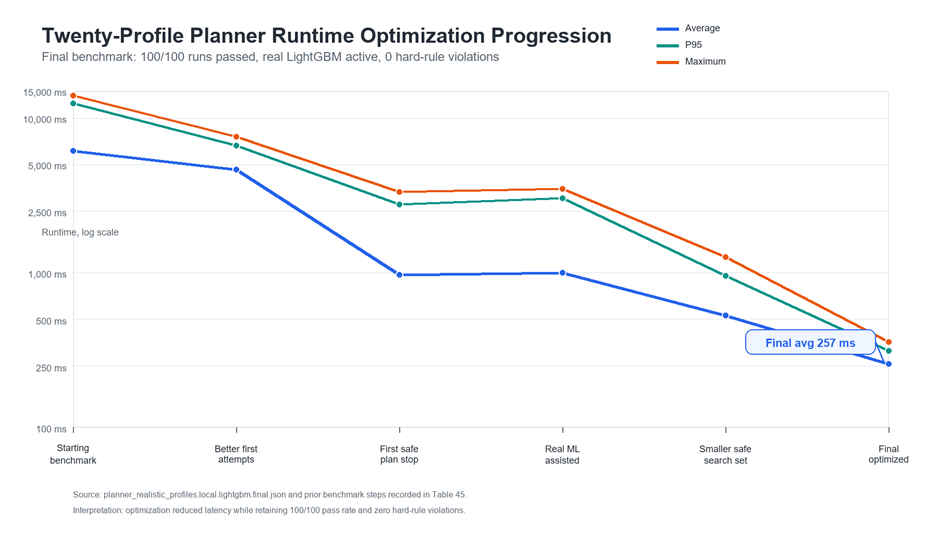 Twenty-Profile Planner Runtime Optimization Progression
Final benchmark: 100/100 runs passed, real LightGBM active, 0 hard-rule violations
Average
P95
Maximum
15,000 ms
10,000 ms
5,000 ms
2,500 ms
Runtime, log scale
1,000 ms
500 ms
Final avg 257 ms
250 ms
100 ms
Starting
benchmark
Better first
attempts
First safe
plan stop
Real ML
assisted
Smaller safe
search set
Final
optimized
Source: planner_realistic_profiles.local.lightgbm.final.json and prior benchmark steps recorded in Table 45.
Interpretation: optimization reduced latency while retaining 100/100 pass rate and zero hard-rule violations.